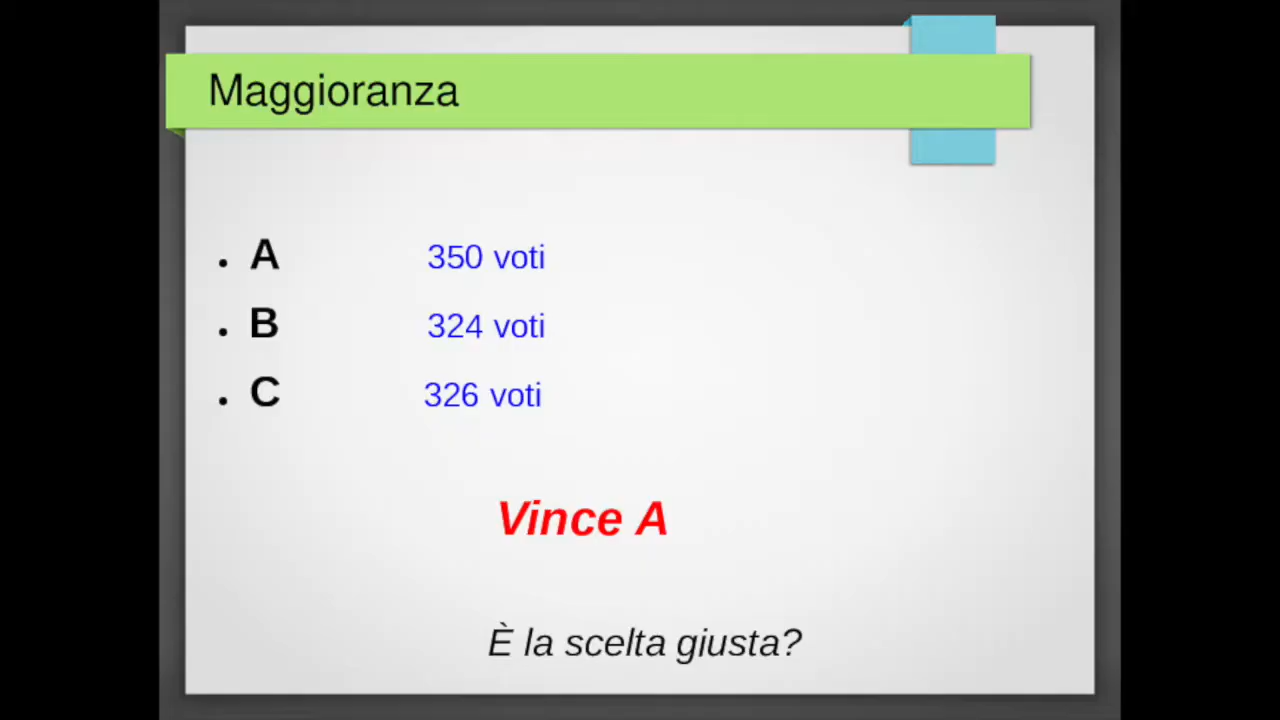 Maggioranza
• A 350 voti
• B 324 voti
• C 326 voti
Vince A
È la scelta giusta?